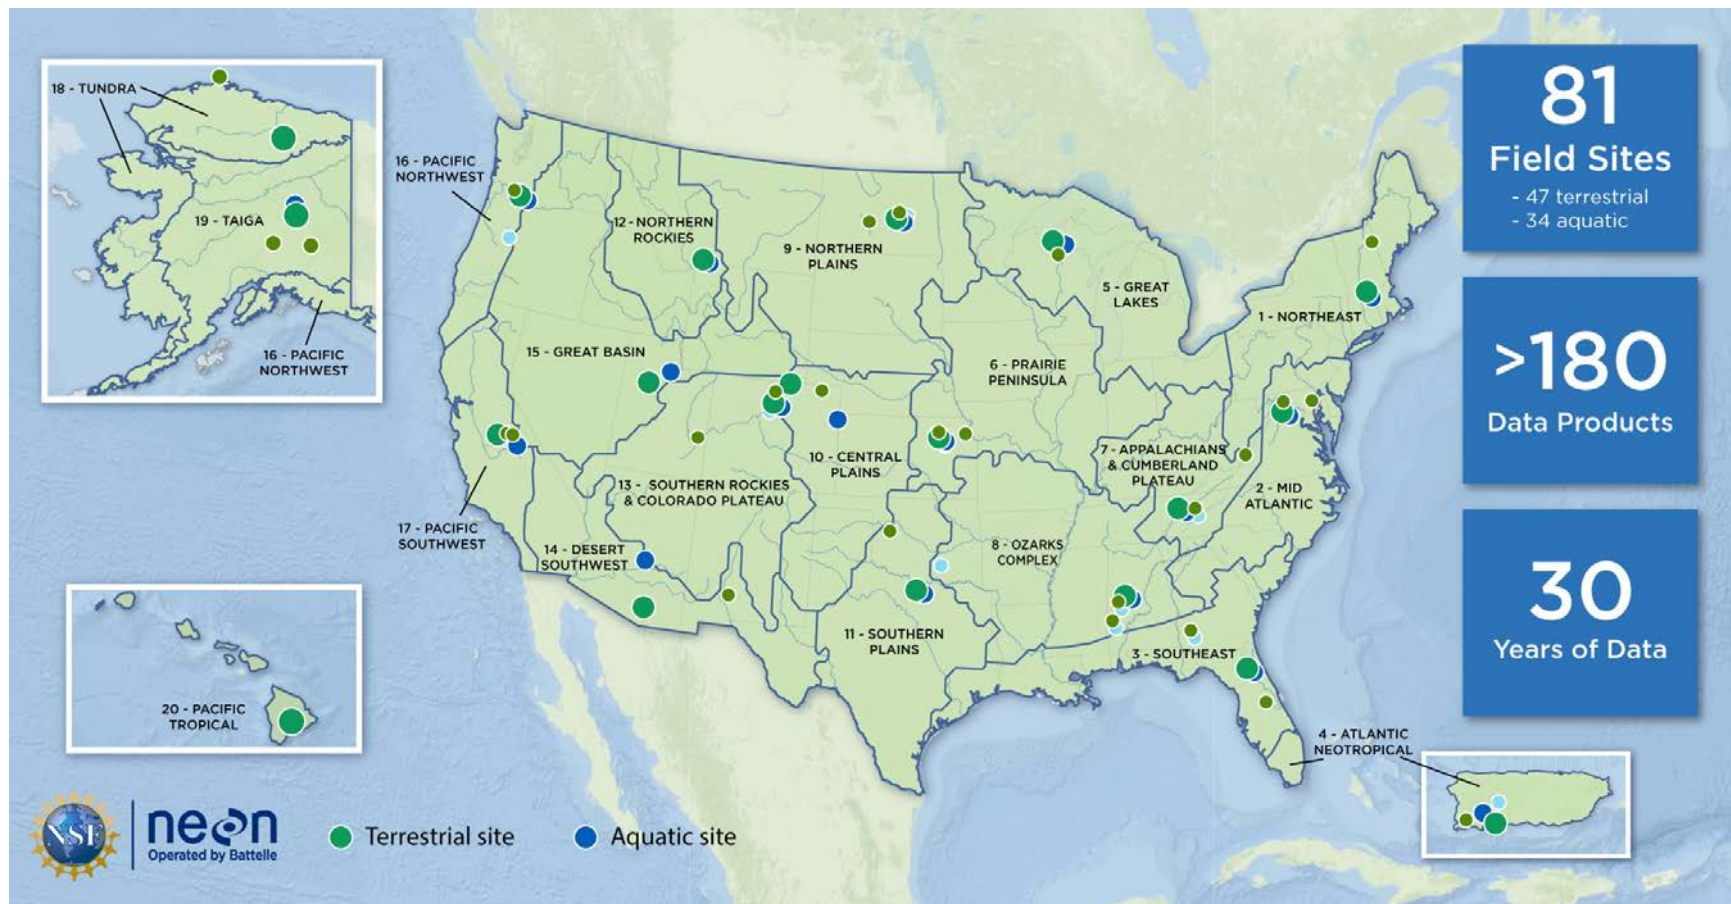 18 - TUNDRA
19 - TAIGA
16 - PACIFIC
NORTHWEST
16 - PACIFIC
NORTHWEST
12 - NORTHERN
ROCKIES
9 - NORTHERN
PLAINS
5 - GREAT
LAKES
1 - NORTHEAST
15 - GREAT BASIN
6 - PRAIRIE
PENINSULA
10 - CENTRAL
PLAINS
7 - APPALACHIANS
& CUMBERLAND
PLATEAU
2 - MID
ATLANTIC
13 - SOUTHERN ROCKIES
& COLORADO PLATEAU
17 - PACIFIC
SOUTHWEST
14 - DESERT
SOUTHWEST
8 - OZARKS
COMPLEX
11 - SOUTHERN
PLAINS
3 - SOUTHEAST
20 - PACIFIC
TROPICAL
4 - ATLANTIC
NEOTROPICAL
81
Field Sites
- 47 terrestrial
- 34 aquatic
>180
Data Products
30
Years of Data
NSF
neon
Operated by Battelle
Terrestrial site
Aquatic site